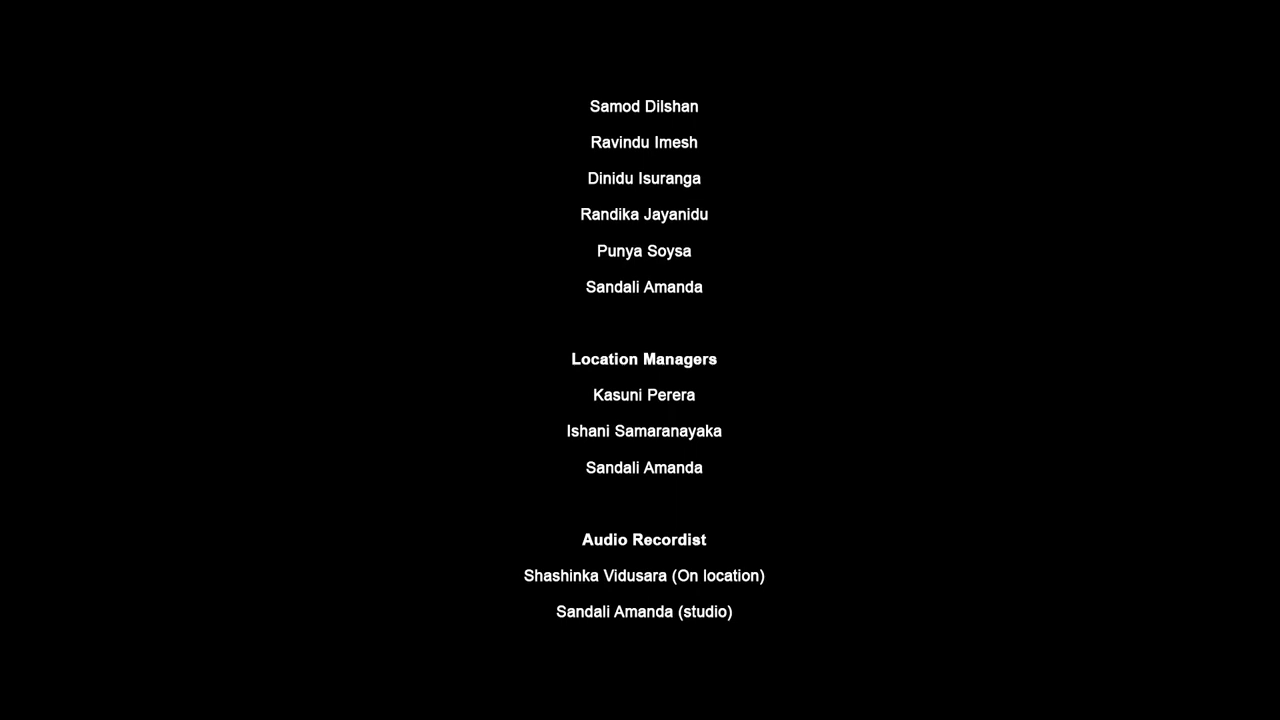 Samod Dilshan
Ravindu Imesh
Dinidu Isuranga
Randika Jayanidu
Punya Soysa
Sandali Amanda
Location Managers
Kasuni Perera
Ishani Samaranayaka
Sandali Amanda
Audio Recordist
Shashinka Vidusara (On location)
Sandali Amanda (studio)